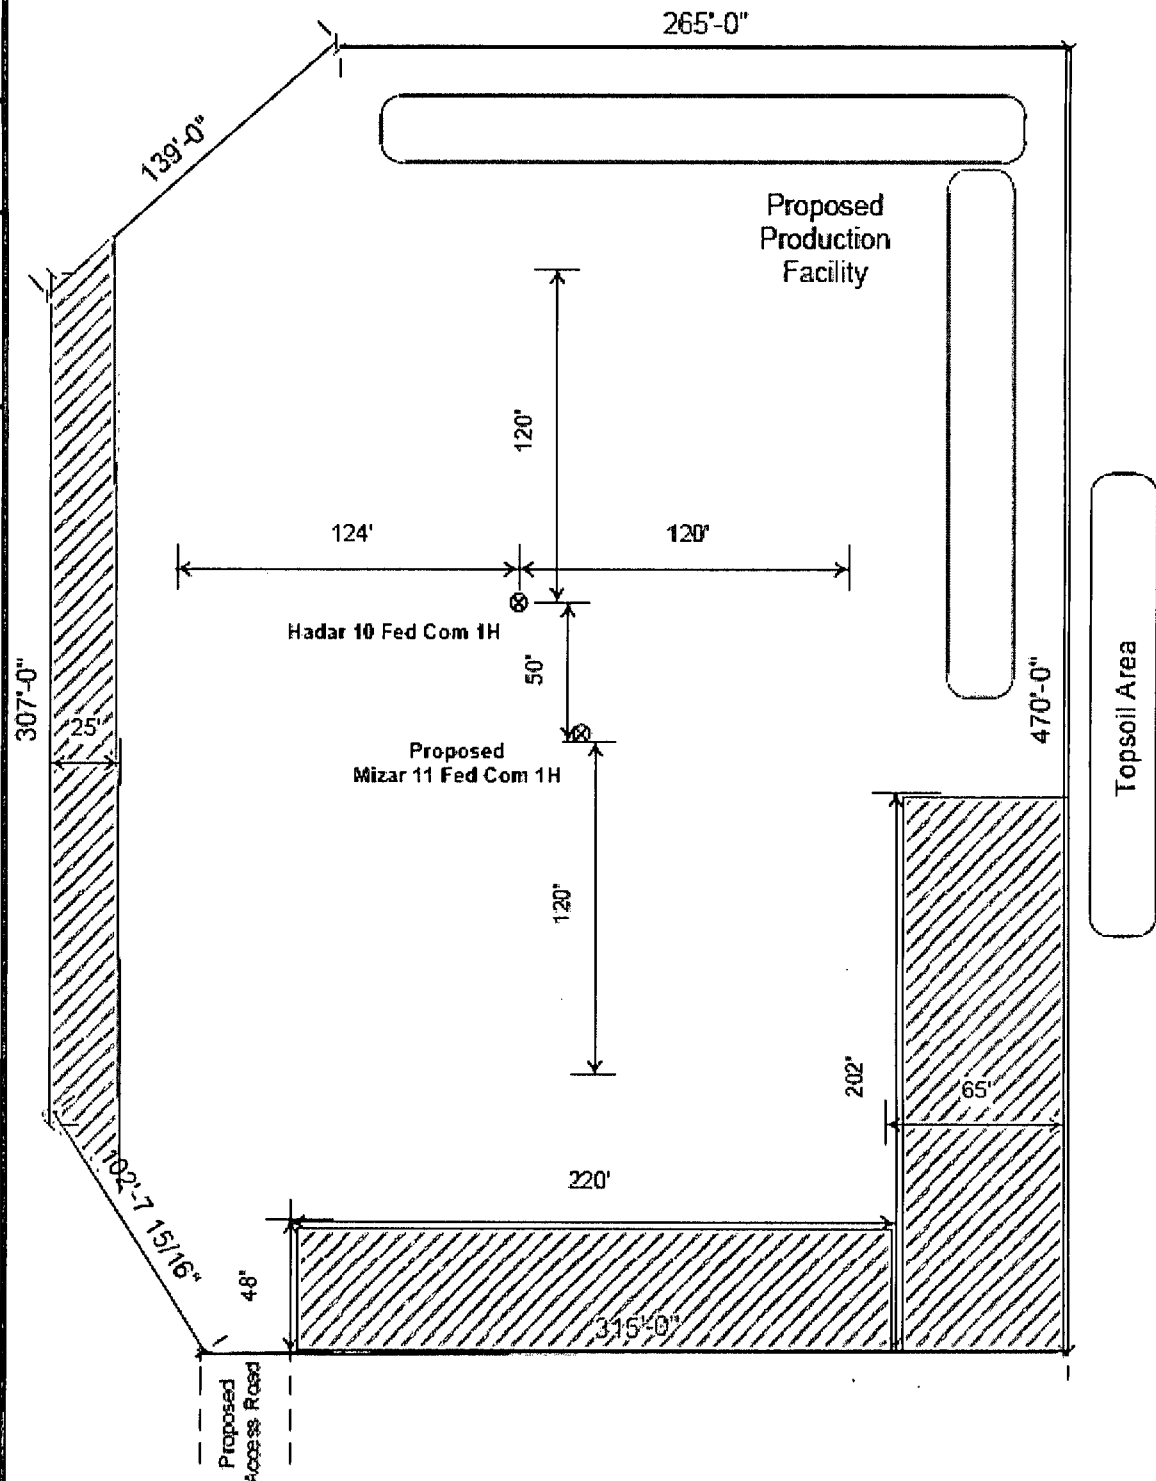 265'-0"
139'-0"
Proposed
Production
Facility
120'
124'
120'
Hadar 10 Fed Com 1H
50'
307'-0"
25'
470'-0"
Topsoil Area
Proposed
Mizar 11 Fed Com 1H
120'
202'
65'
102'-7 15/16"
220'
48'
315'-0"
Proposed
Access Road